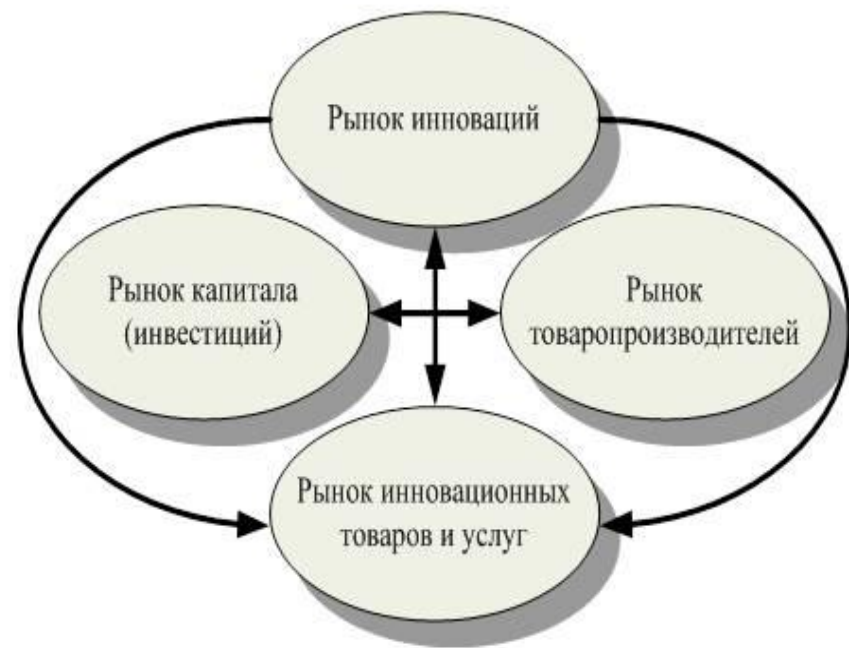 Рынок инноваций
Рынок капитала
(инвестиций)
Рынок
товаропроизводителей
Рынок инновационных
товаров и услуг